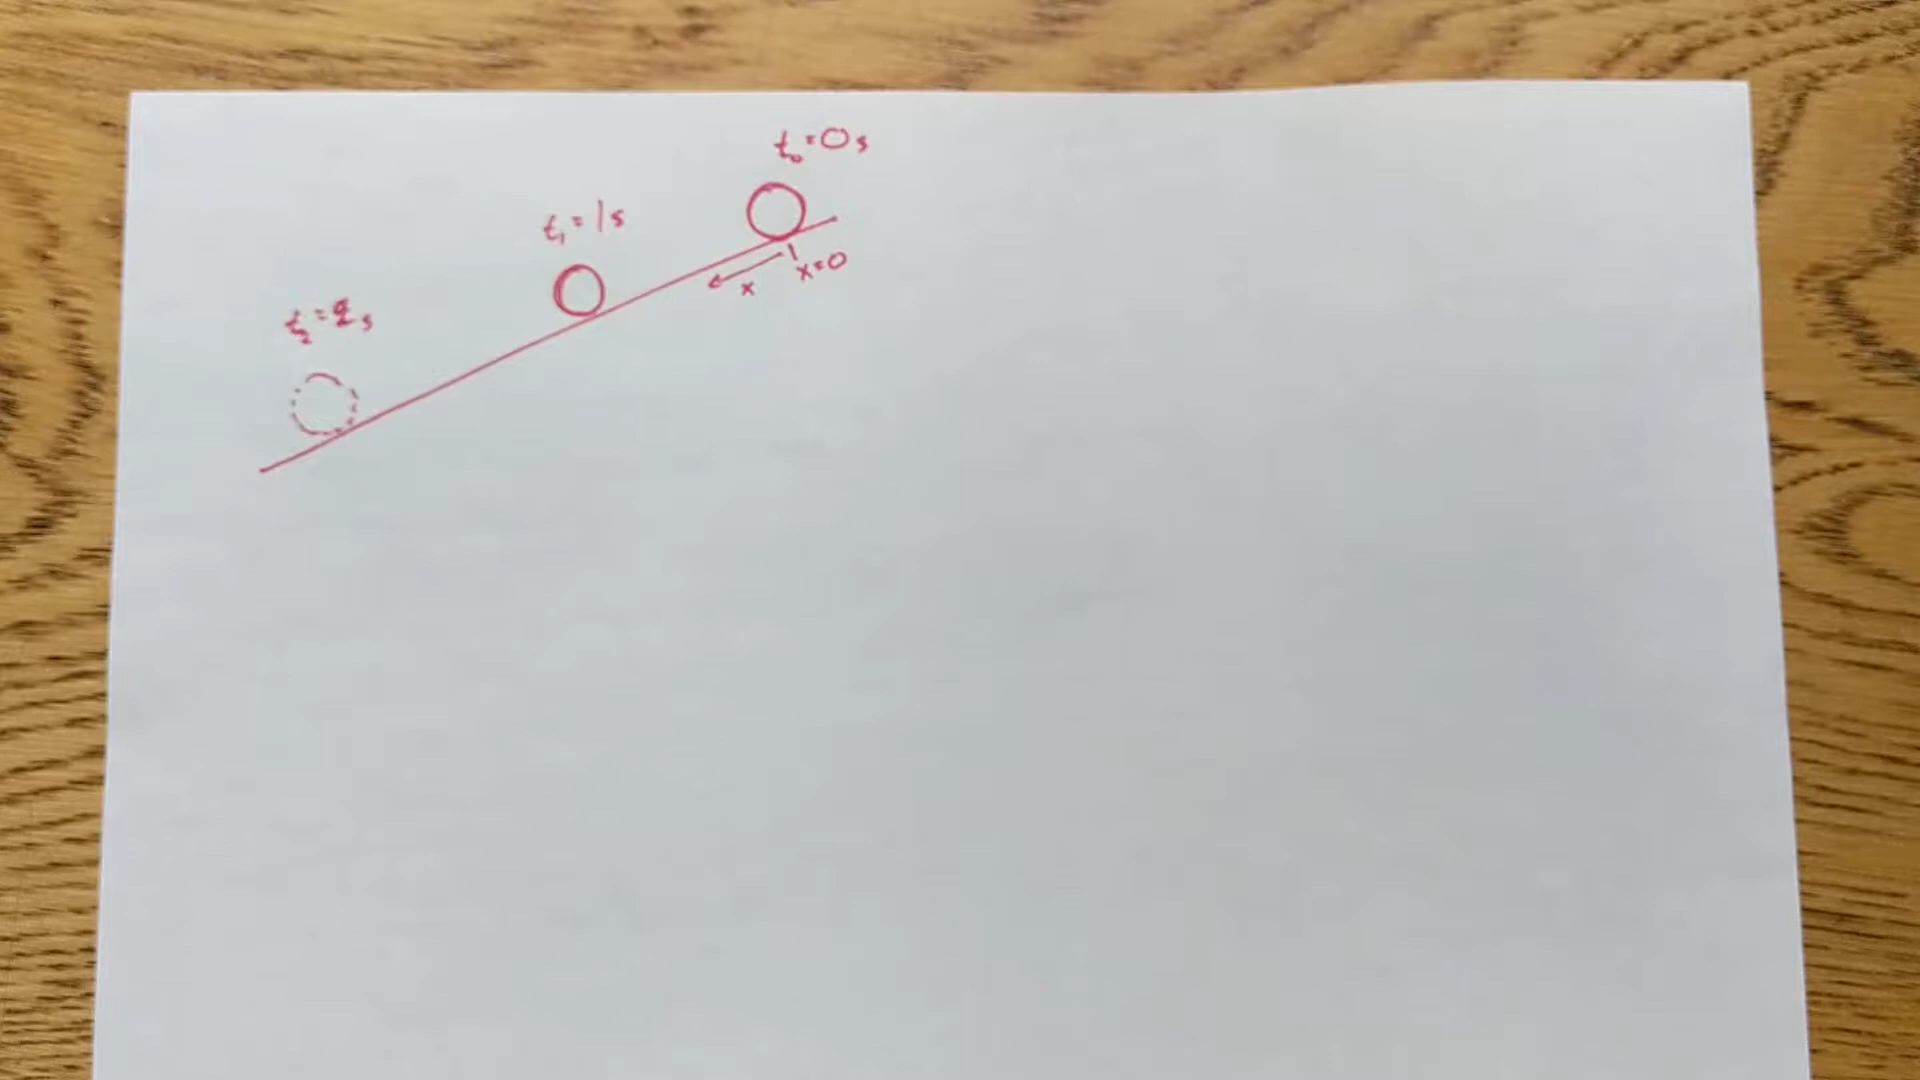 t₀=0s
t₁=1s
x=0
x
t₂=2s